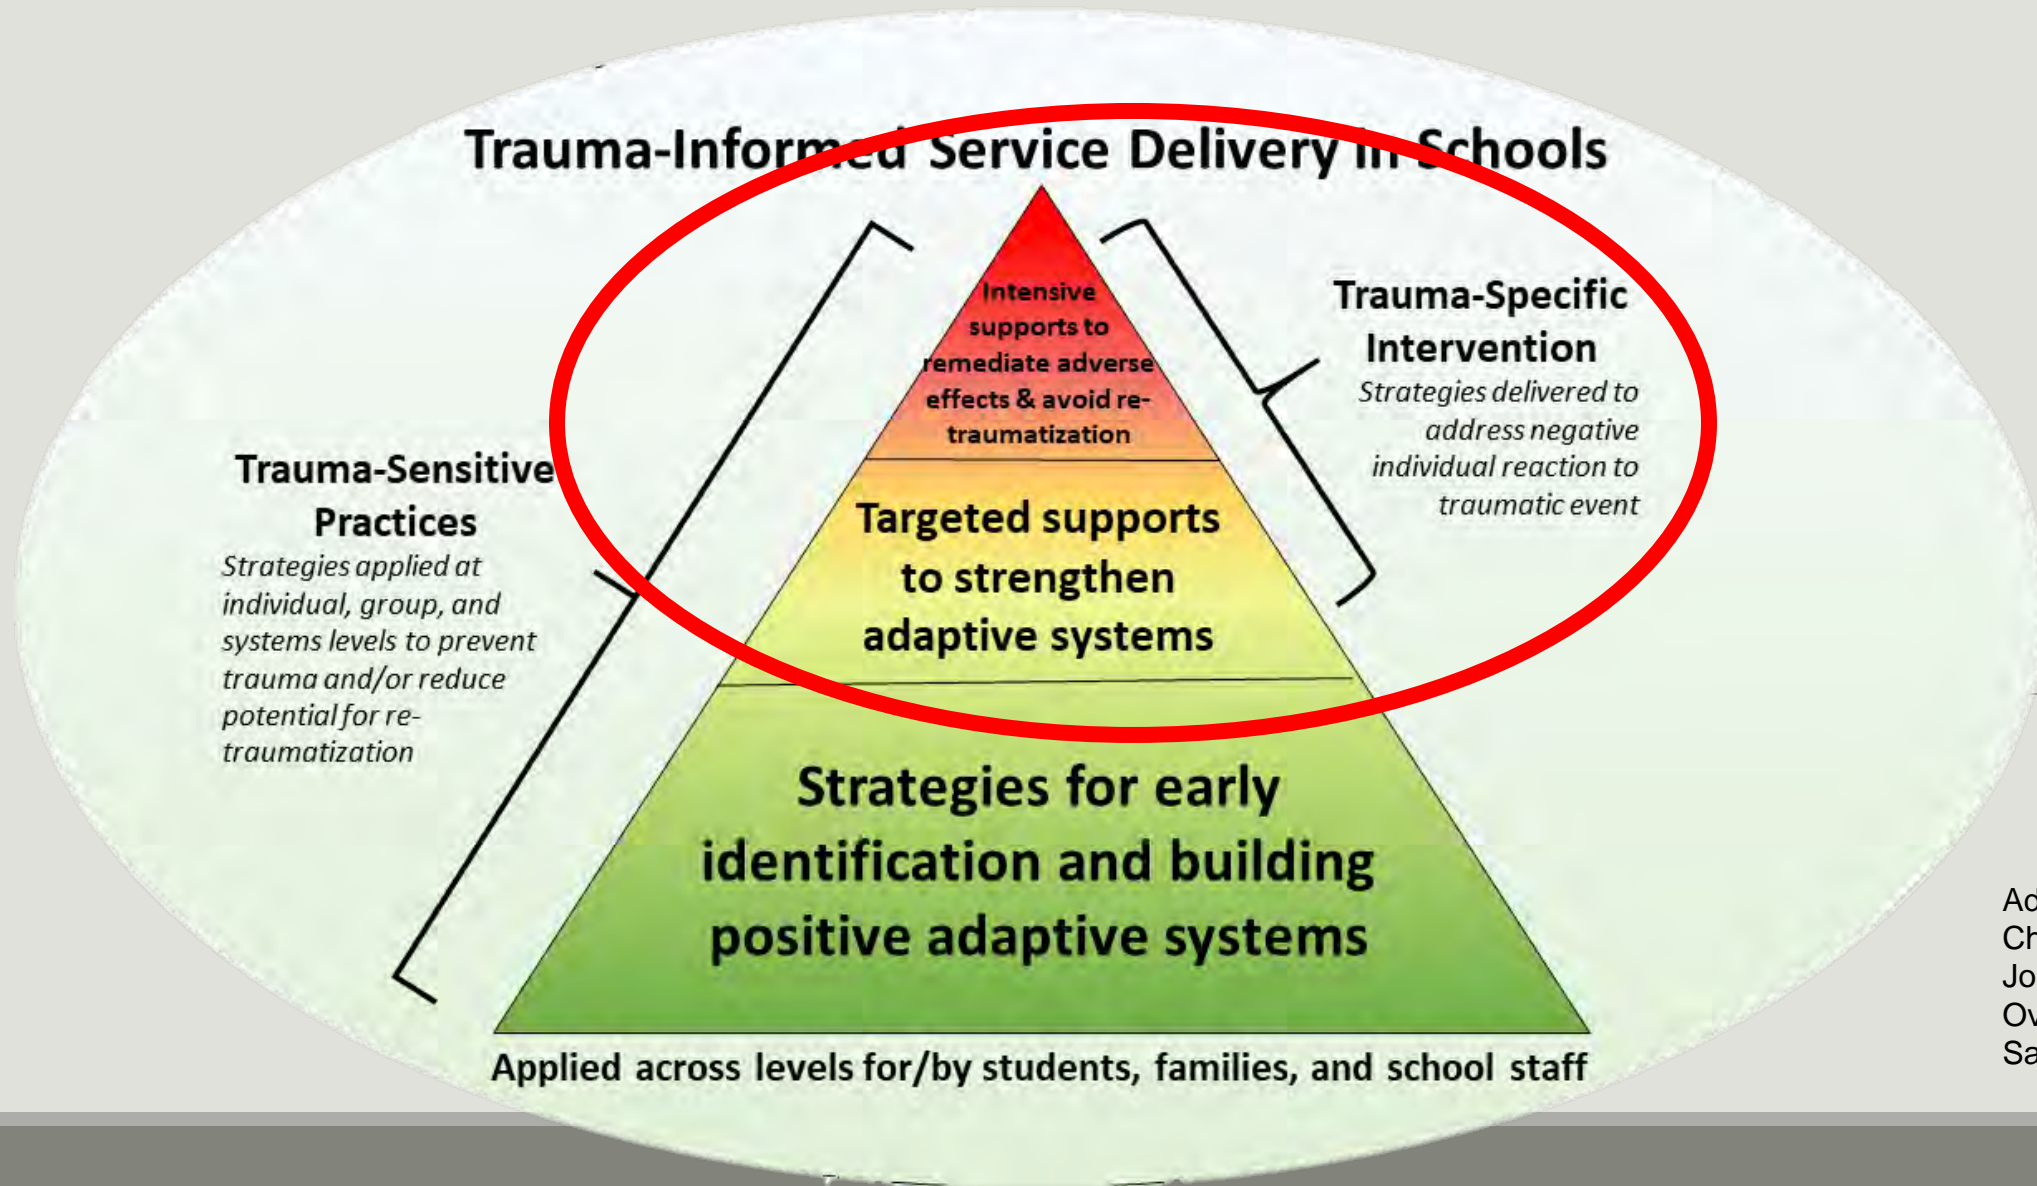 Trauma-Informed Service Delivery in Schools
Intensive
supports to
remediate adverse
effects & avoid re-
traumatization
Trauma-Specific
Intervention
Strategies delivered to
address negative
individual reaction to
traumatic event
Trauma-Sensitive
Practices
Strategies applied at
individual, group, and
systems levels to prevent
trauma and/or reduce
potential for re-
traumatization
Targeted supports
to strengthen
adaptive systems
Strategies for early
identification and building
positive adaptive systems
Applied across levels for/by students, families, and school staff